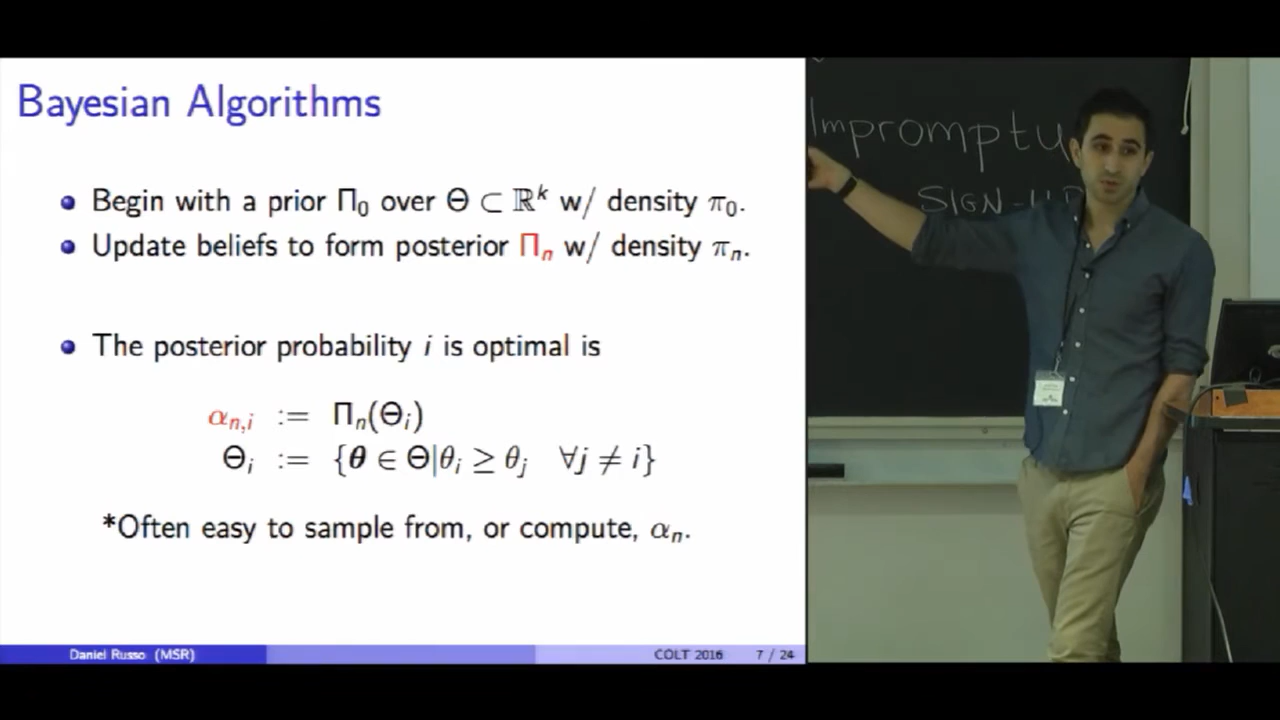 Bayesian Algorithms
Begin with a prior Π₀ over Θ ⊂ ℝᵏ w/ density π₀.
Update beliefs to form posterior Πₙ w/ density πₙ.
The posterior probability i is optimal is
αₙ,ᵢ := Πₙ(Θᵢ)
Θᵢ := {θ ∈ Θ|θᵢ ≥ θⱼ ∀j ≠ i}
*Often easy to sample from, or compute, αₙ.
Daniel Russo (MSR)
COLT 2016
7 / 24
Impromptu
SIGN-UP